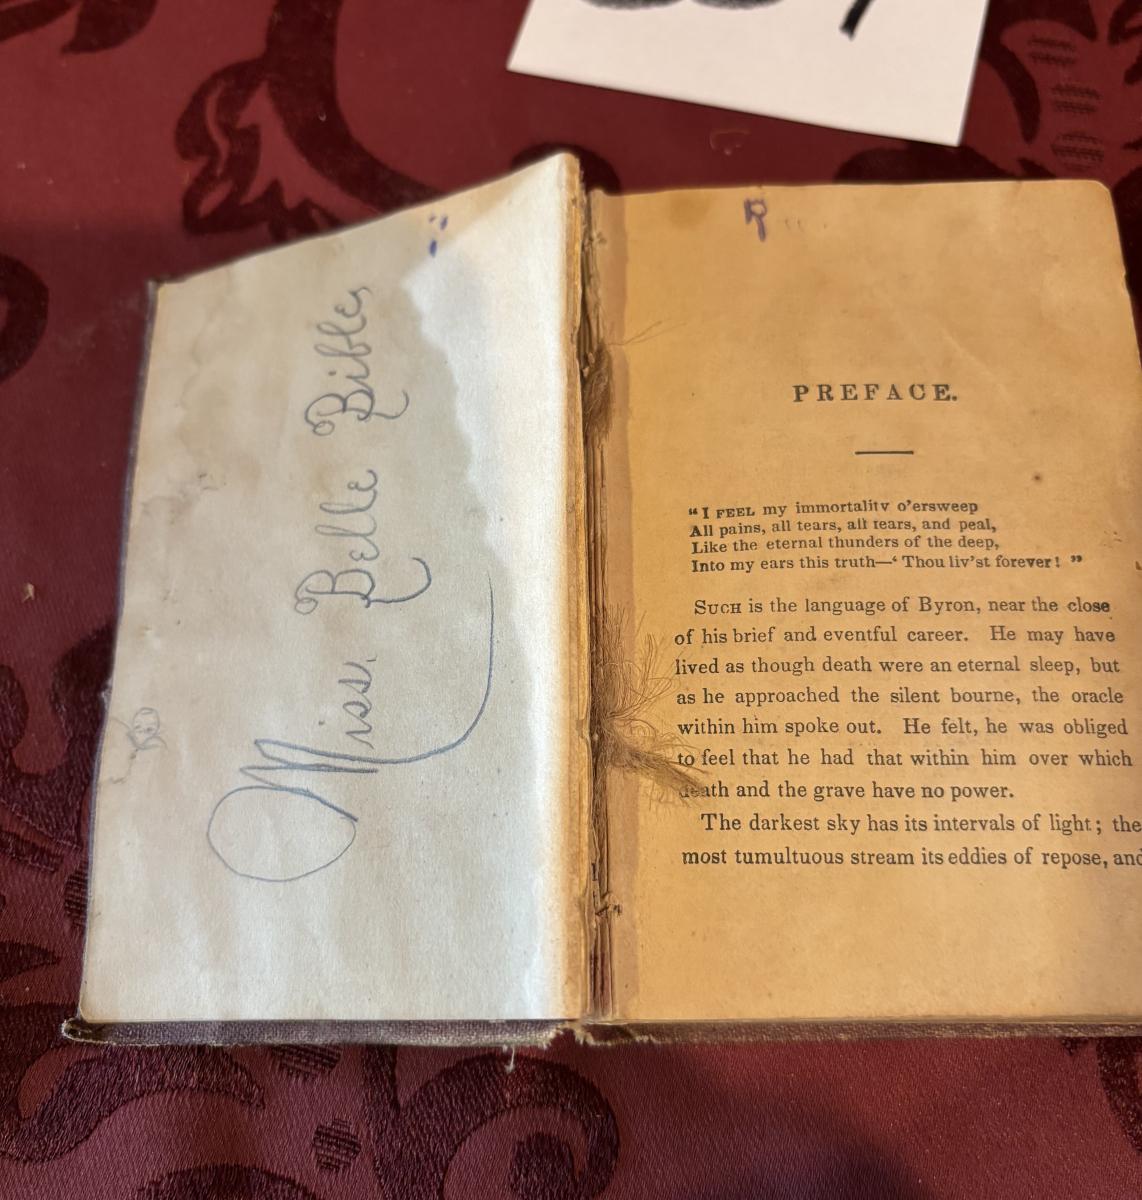 Miss Belle Bibles
PREFACE.
“I FEEL my immortality o’ersweep
All pains, all tears, all tears, and peal,
Like the eternal thunders of the deep,
Into my ears this truth—‘Thou liv’st forever!”
SUCH is the language of Byron, near the close
of his brief and eventful career. He may have
lived as though death were an eternal sleep, but
as he approached the silent bourne, the oracle
within him spoke out. He felt, he was obliged
to feel that he had that within him over which
death and the grave have no power.
The darkest sky has its intervals of light; the
most tumultuous stream its eddies of repose, and